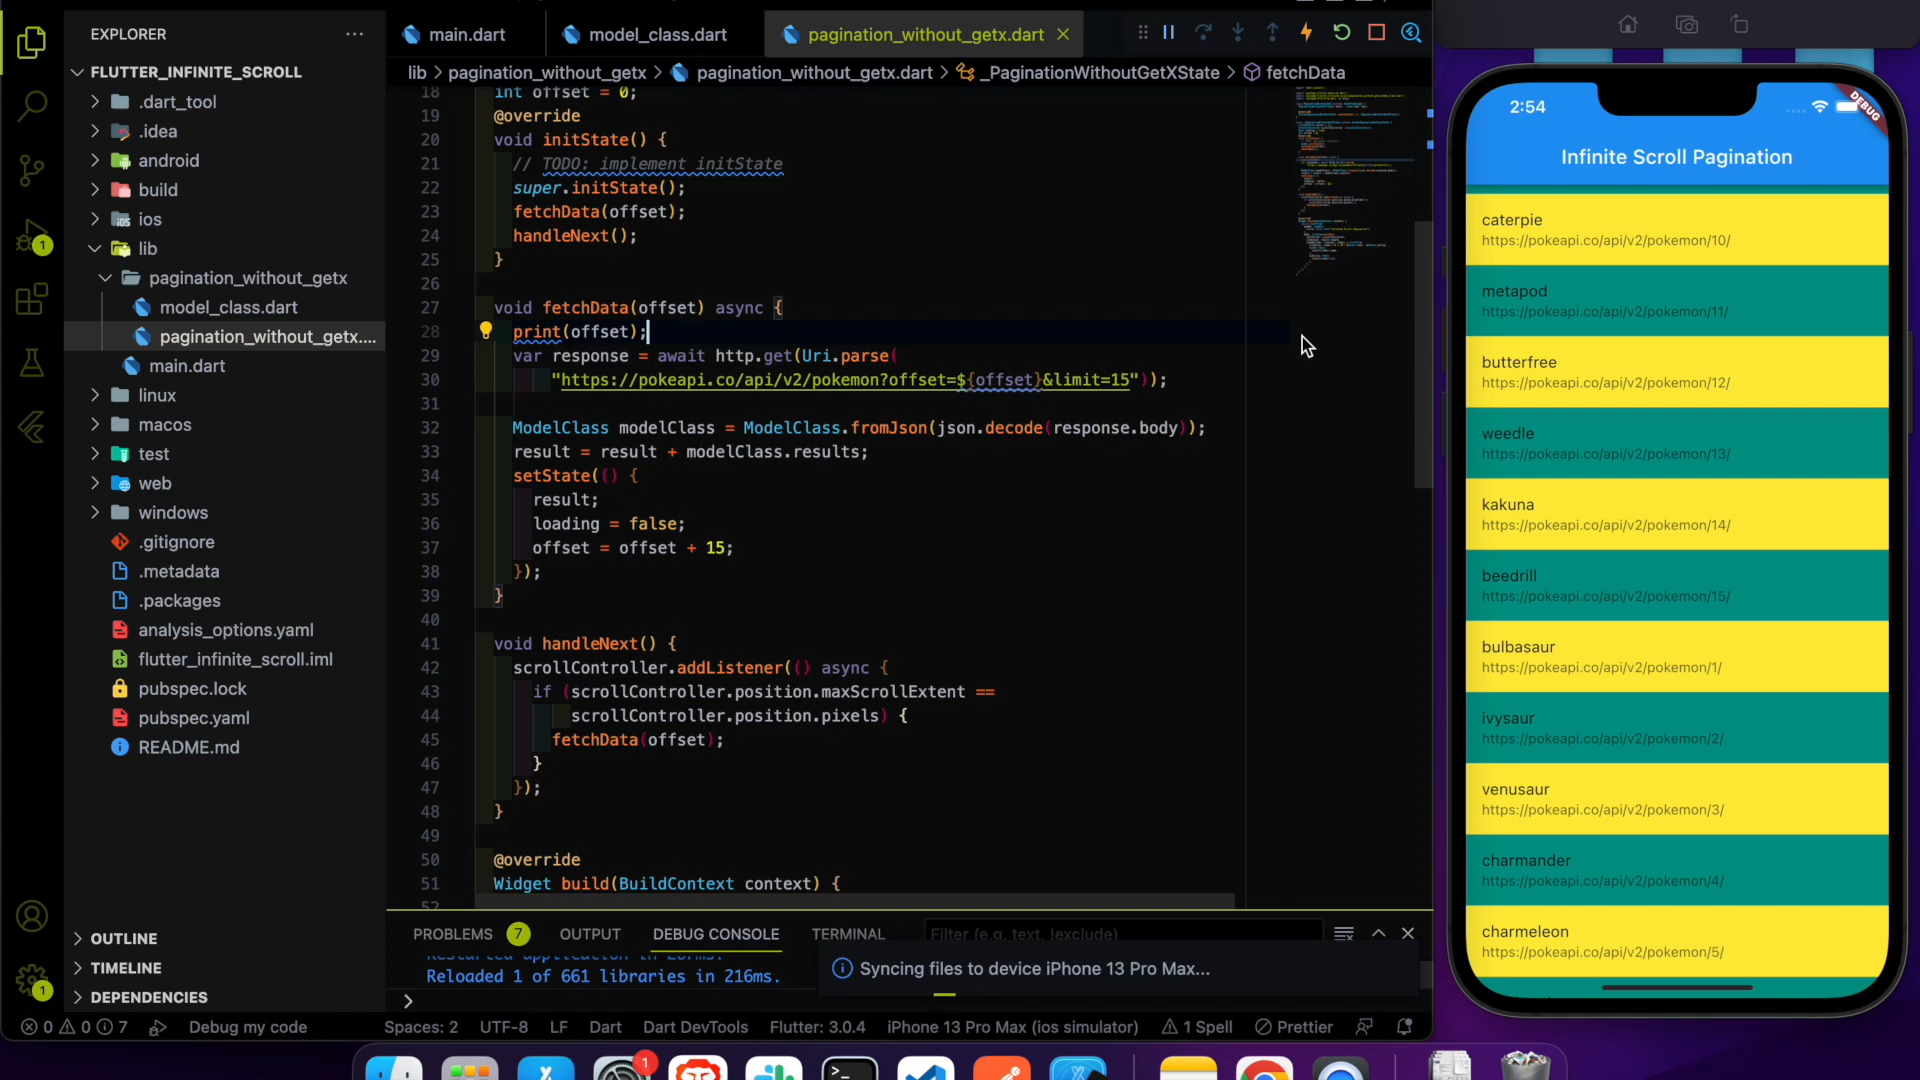 EXPLORER
FLUTTER_INFINITE_SCROLL
.dart_tool
.idea
android
build
ios
lib
pagination_without_getx
model_class.dart
pagination_without_getx....
main.dart
linux
macos
test
web
windows
.gitignore
.metadata
.packages
analysis_options.yaml
flutter_infinite_scroll.iml
pubspec.lock
pubspec.yaml
README.md
OUTLINE
TIMELINE
DEPENDENCIES
main.dart
model_class.dart
pagination_without_getx.dart
lib > pagination_without_getx > pagination_without_getx.dart > _PaginationWithoutGetXState > fetchData
18 int offset = 0;
19 @override
20 void initState() {
21 // TODO: implement initState
22 super.initState();
23 fetchData(offset);
24 handleNext();
25 }
26
27 void fetchData(offset) async {
28 print(offset);
29 var response = await http.get(Uri.parse(
30 "https://pokeapi.co/api/v2/pokemon?offset=${offset}&limit=15"));
31
32 ModelClass modelClass = ModelClass.fromJson(json.decode(response.body));
33 result = result + modelClass.results;
34 setState(() {
35 result;
36 loading = false;
37 offset = offset + 15;
38 });
39 }
40
41 void handleNext() {
42 scrollController.addListener(() async {
43 if (scrollController.position.maxScrollExtent ==
44 scrollController.position.pixels) {
45 fetchData(offset);
46 }
47 });
48 }
49
50 @override
51 Widget build(BuildContext context) {
52
PROBLEMS 7 OUTPUT DEBUG CONSOLE TERMINAL Filter (e.g. text, !exclude)
Reloaded 1 of 661 libraries in 216ms.
Syncing files to device iPhone 13 Pro Max...
>
0 0 7 Debug my code Spaces: 2 UTF-8 LF Dart Dart DevTools Flutter: 3.0.4 iPhone 13 Pro Max (ios simulator) 1 Spell Prettier
1
1
1
2:54
DEBUG
Infinite Scroll Pagination
caterpie
https://pokeapi.co/api/v2/pokemon/10/
metapod
https://pokeapi.co/api/v2/pokemon/11/
butterfree
https://pokeapi.co/api/v2/pokemon/12/
weedle
https://pokeapi.co/api/v2/pokemon/13/
kakuna
https://pokeapi.co/api/v2/pokemon/14/
beedrill
https://pokeapi.co/api/v2/pokemon/15/
bulbasaur
https://pokeapi.co/api/v2/pokemon/1/
ivysaur
https://pokeapi.co/api/v2/pokemon/2/
venusaur
https://pokeapi.co/api/v2/pokemon/3/
charmander
https://pokeapi.co/api/v2/pokemon/4/
charmeleon
https://pokeapi.co/api/v2/pokemon/5/